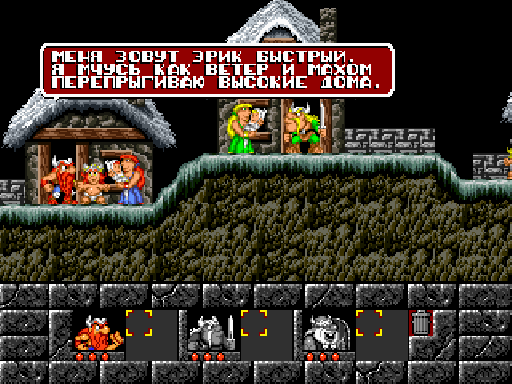 МЕНЯ ЗОВУТ ЭРИК БЫСТРЫЙ.
Я МЧУСЬ КАК ВЕТЕР И МАХОМ
ПЕРЕПРЫГИВАЮ ВЫСОКИЕ ДОМА.